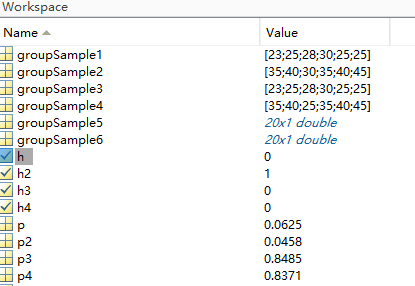 Workspace
Name Value
groupSample1 [23;25;28;30;25;25]
groupSample2 [35;40;30;35;40;45]
groupSample3 [23;25;28;30;25;25]
groupSample4 [35;40;25;35;40;45]
groupSample5 20x1 double
groupSample6 20x1 double
h 0
h2 1
h3 0
h4 0
p 0.0625
p2 0.0458
p3 0.8485
p4 0.8371